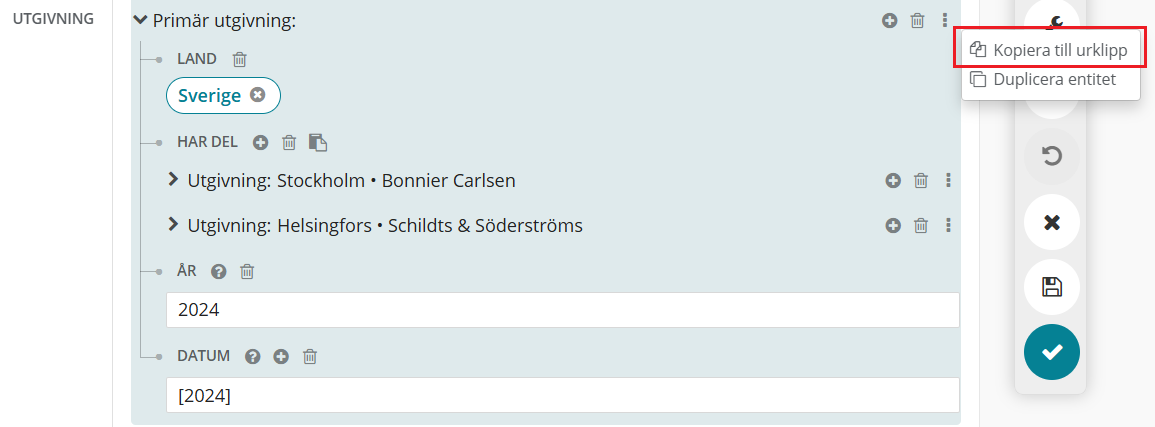 UTGIVNING
Primär utgivning:
Kopiera till urklipp
Duplicera entitet
LAND
Sverige
HAR DEL
Utgivning: Stockholm • Bonnier Carlsen
Utgivning: Helsingfors • Schildts & Söderströms
ÅR
2024
DATUM
[2024]